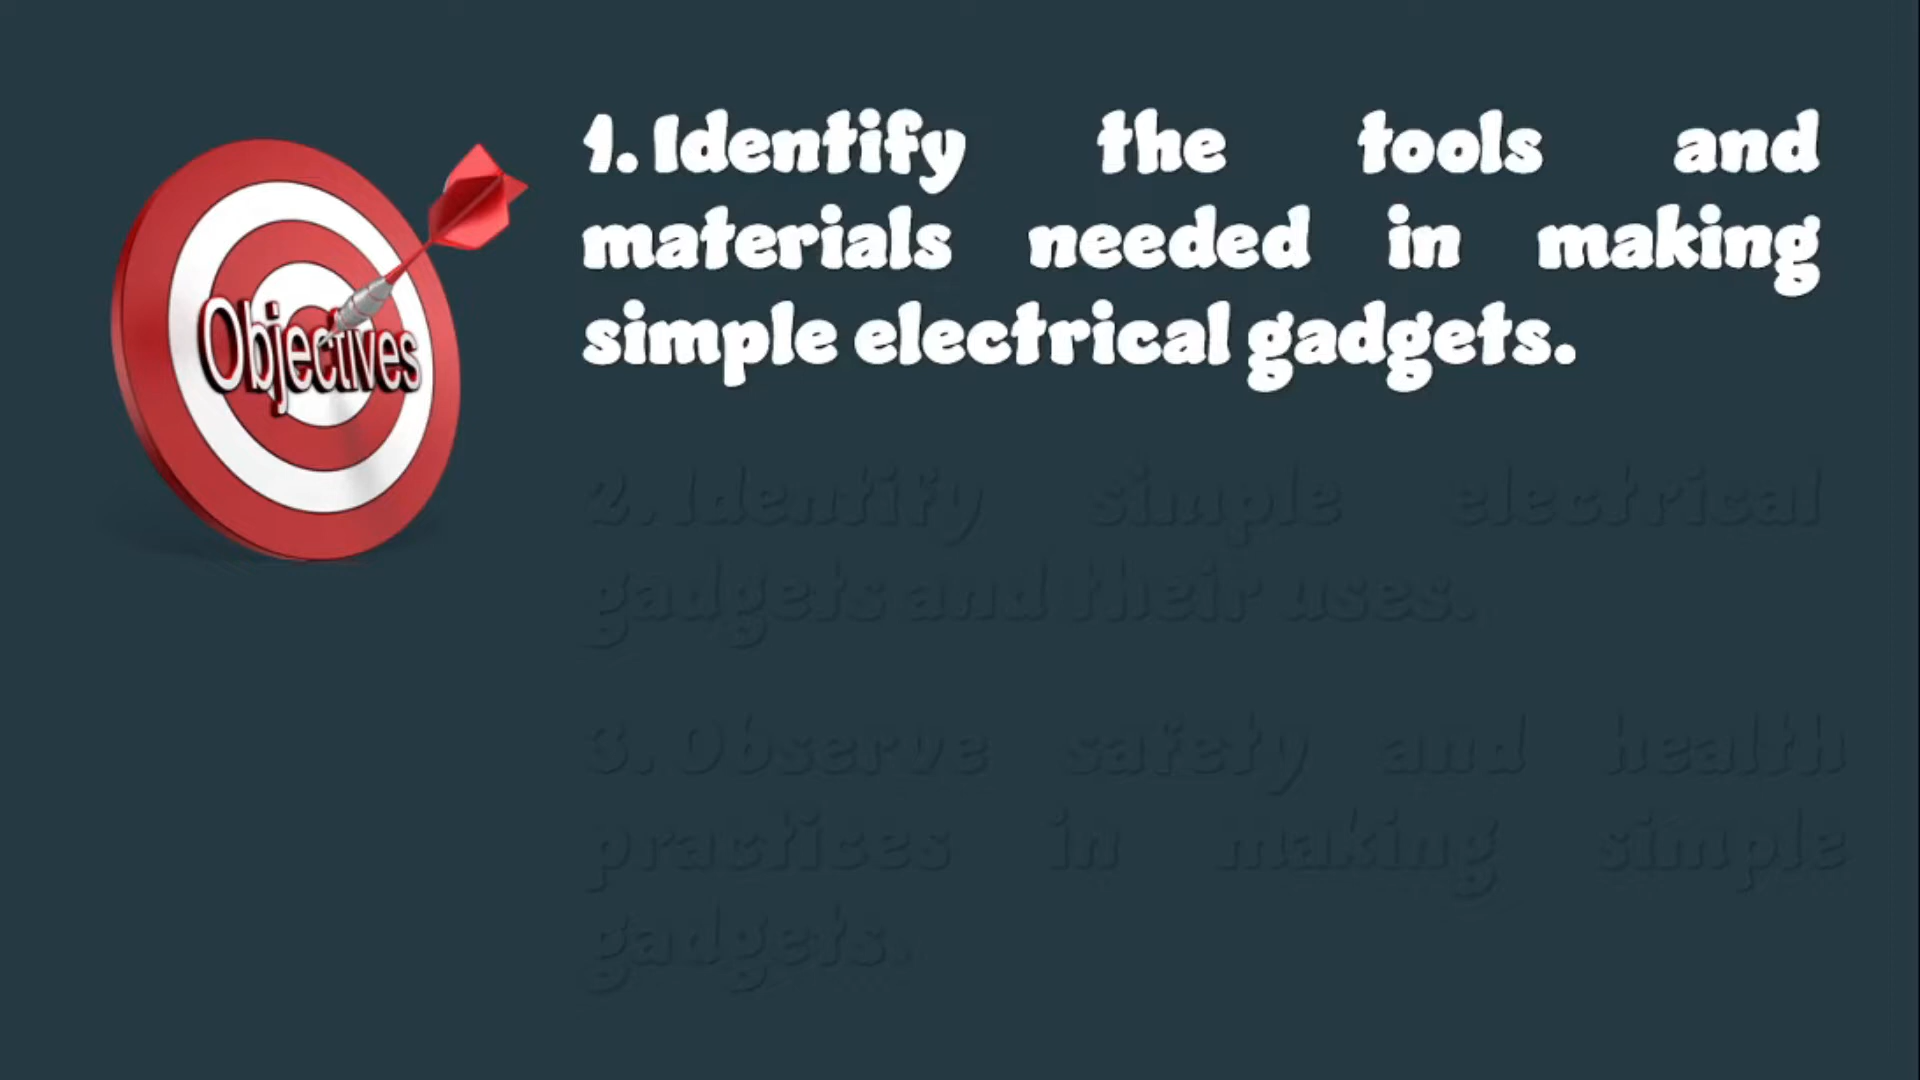 Objectives
1. Identify the tools and
materials needed in making
simple electrical gadgets.
2. Identify simple electrical
gadgets and their uses.
3. Observe safety and health
practices in making simple
gadgets.